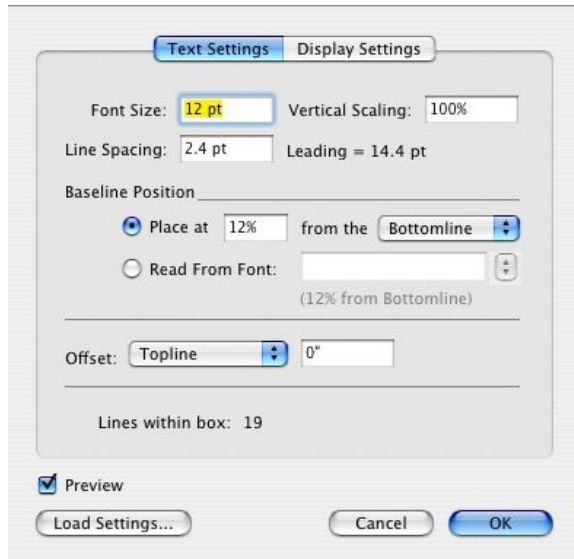 Text Settings Display Settings
Font Size: 12 pt Vertical Scaling: 100%
Line Spacing: 2.4 pt Leading = 14.4 pt
Baseline Position
Place at 12% from the Bottomline
Read From Font:
(12% from Bottomline)
Offset: Topline 0"
Lines within box: 19
Preview
Load Settings... Cancel OK